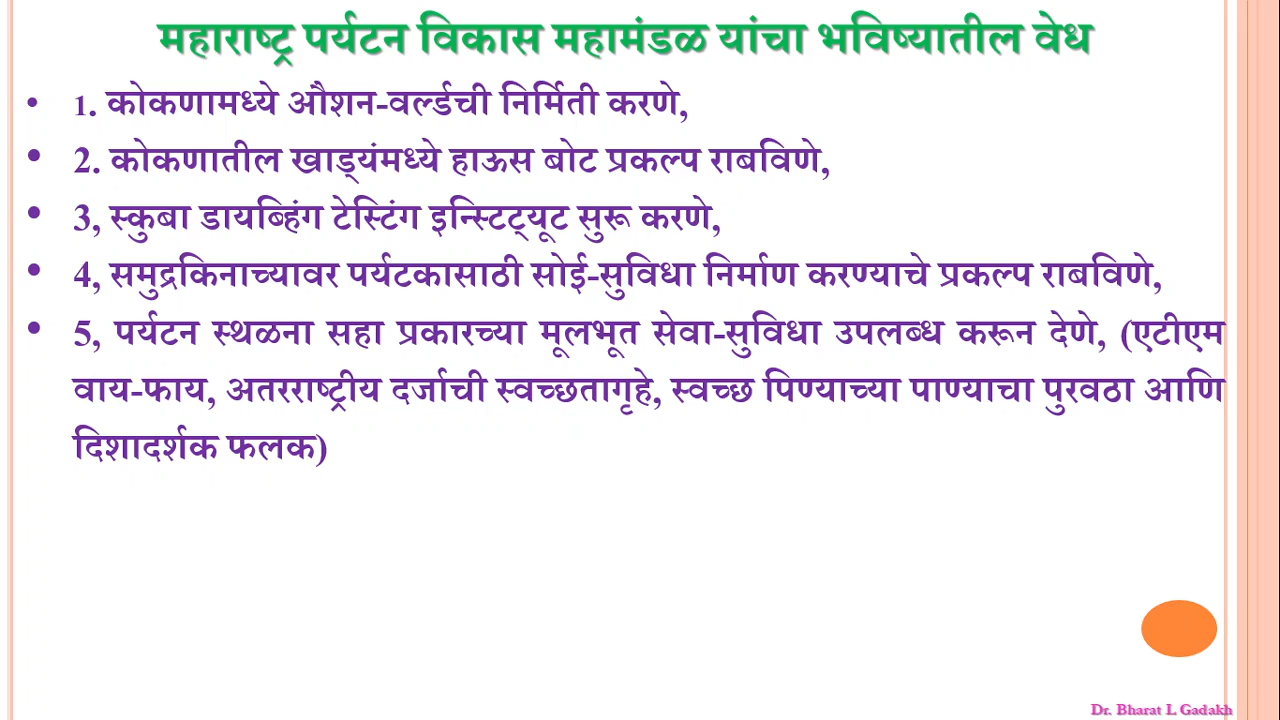 महाराष्ट्र पर्यटन विकास महामंडळ यांचा भविष्यातील वेध
• 1. कोकणामध्ये औशन-वर्ल्डची निर्मिती करणे,
• 2. कोकणातील खाड्यंमध्ये हाऊस बोट प्रकल्प राबविणे,
• 3, स्कुबा डायव्हिंग टेस्टिंग इन्स्टिट्यूट सुरू करणे,
• 4, समुद्रकिनाच्यावर पर्यटकासाठी सोई-सुविधा निर्माण करण्याचे प्रकल्प राबविणे,
• 5, पर्यटन स्थळना सहा प्रकारच्या मूलभूत सेवा-सुविधा उपलब्ध करून देणे, (एटीएम
वाय-फाय, अतरराष्ट्रीय दर्जाची स्वच्छतागृहे, स्वच्छ पिण्याच्या पाण्याचा पुरवठा आणि
दिशादर्शक फलक)
Dr. Bharat L Gadakh